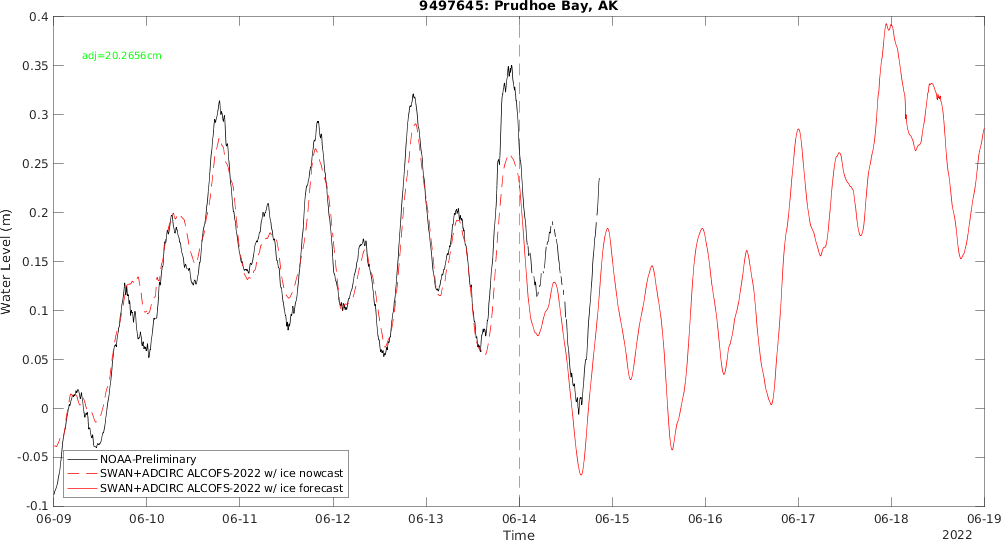 9497645: Prudhoe Bay, AK
adj=20.2656cm
0.4
0.35
0.3
0.25
0.2
0.15
0.1
0.05
0
-0.05
-0.1
Water Level (m)
NOAA-Preliminary
SWAN+ADCIRC ALCOFS-2022 w/ ice nowcast
SWAN+ADCIRC ALCOFS-2022 w/ ice forecast
06-09 06-10 06-11 06-12 06-13 06-14 06-15 06-16 06-17 06-18 06-19
Time
2022